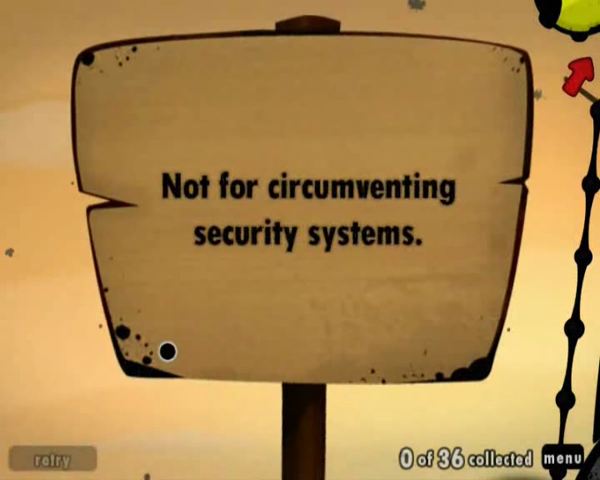 Not for circumventing
security systems.
retry
0 of 36 collected
menu